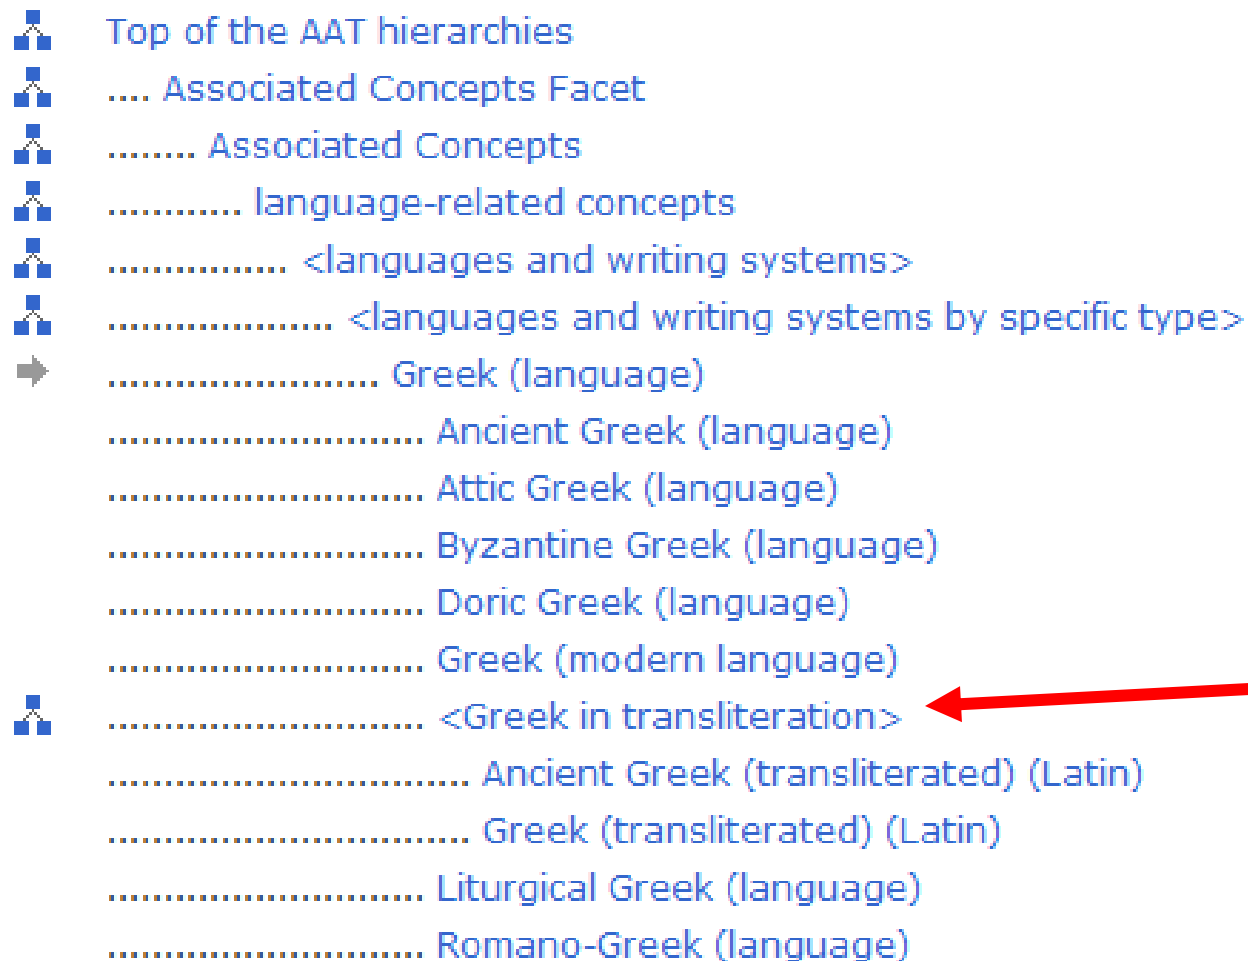 Top of the AAT hierarchies
.... Associated Concepts Facet
........ Associated Concepts
............ language-related concepts
................ <languages and writing systems>
.................... <languages and writing systems by specific type>
........................ Greek (language)
............................ Ancient Greek (language)
............................ Attic Greek (language)
............................ Byzantine Greek (language)
............................ Doric Greek (language)
............................ Greek (modern language)
............................ <Greek in transliteration>
................................ Ancient Greek (transliterated) (Latin)
................................ Greek (transliterated) (Latin)
............................ Liturgical Greek (language)
............................ Romano-Greek (language)